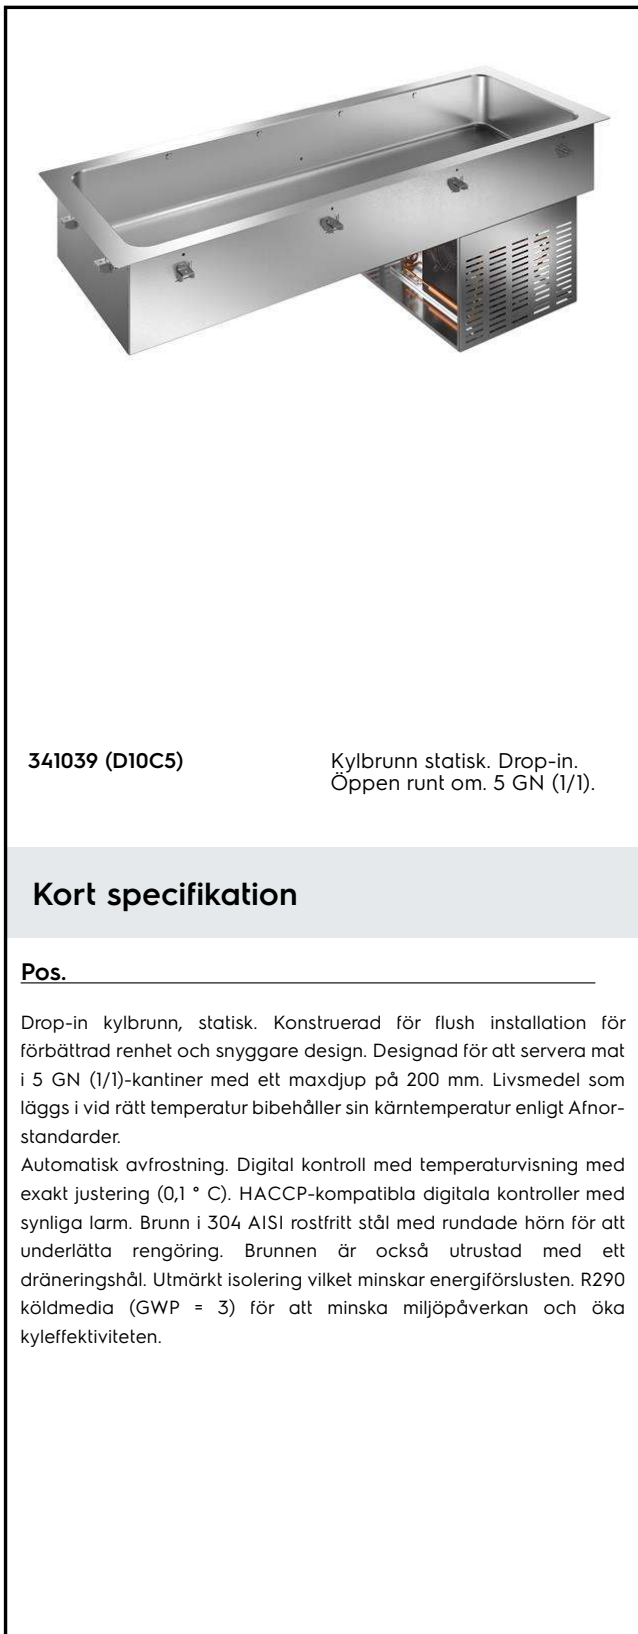 341039 (D10C5)
Kylbrunn statisk. Drop-in.
Öppen runt om. 5 GN (1/1).
Kort specifikation
Pos.
Drop-in kylbrunn, statisk. Konstruerad för flush installation för
förbättrad renhet och snyggare design. Designad för att servera mat
i 5 GN (1/1)-kantiner med ett maxdjup på 200 mm. Livsmedel som
läggs i vid rätt temperatur bibehåller sin kärntemperatur enligt Afnor-
standarder.
Automatisk avfrostning. Digital kontroll med temperaturvisning med
exakt justering (0,1 ° C). HACCP-kompatibla digitala kontroller med
synliga larm. Brunn i 304 AISI rostfritt stål med rundade hörn för att
underlätta rengöring. Brunnen är också utrustad med ett
dräneringshål. Utmärkt isolering vilket minskar energiförslusten. R290
köldmedia (GWP = 3) för att minska miljöpåverkan och öka
kyleffektiviteten.